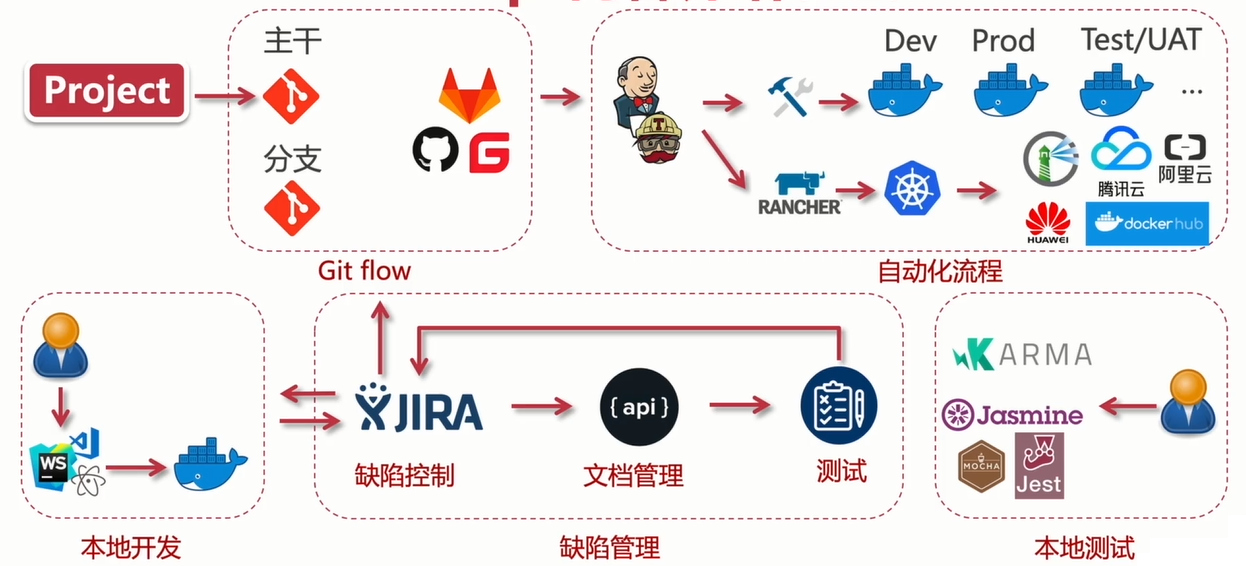 Project
主干
分支
Git flow
T
Dev
Prod
Test/UAT
...
RANCHER
腾讯云
阿里云
HUAWEI
dockerhub
自动化流程
WS
本地开发
JIRA
缺陷控制
{api}
文档管理
测试
缺陷管理
KARMA
Jasmine
MOCHA
Jest
本地测试